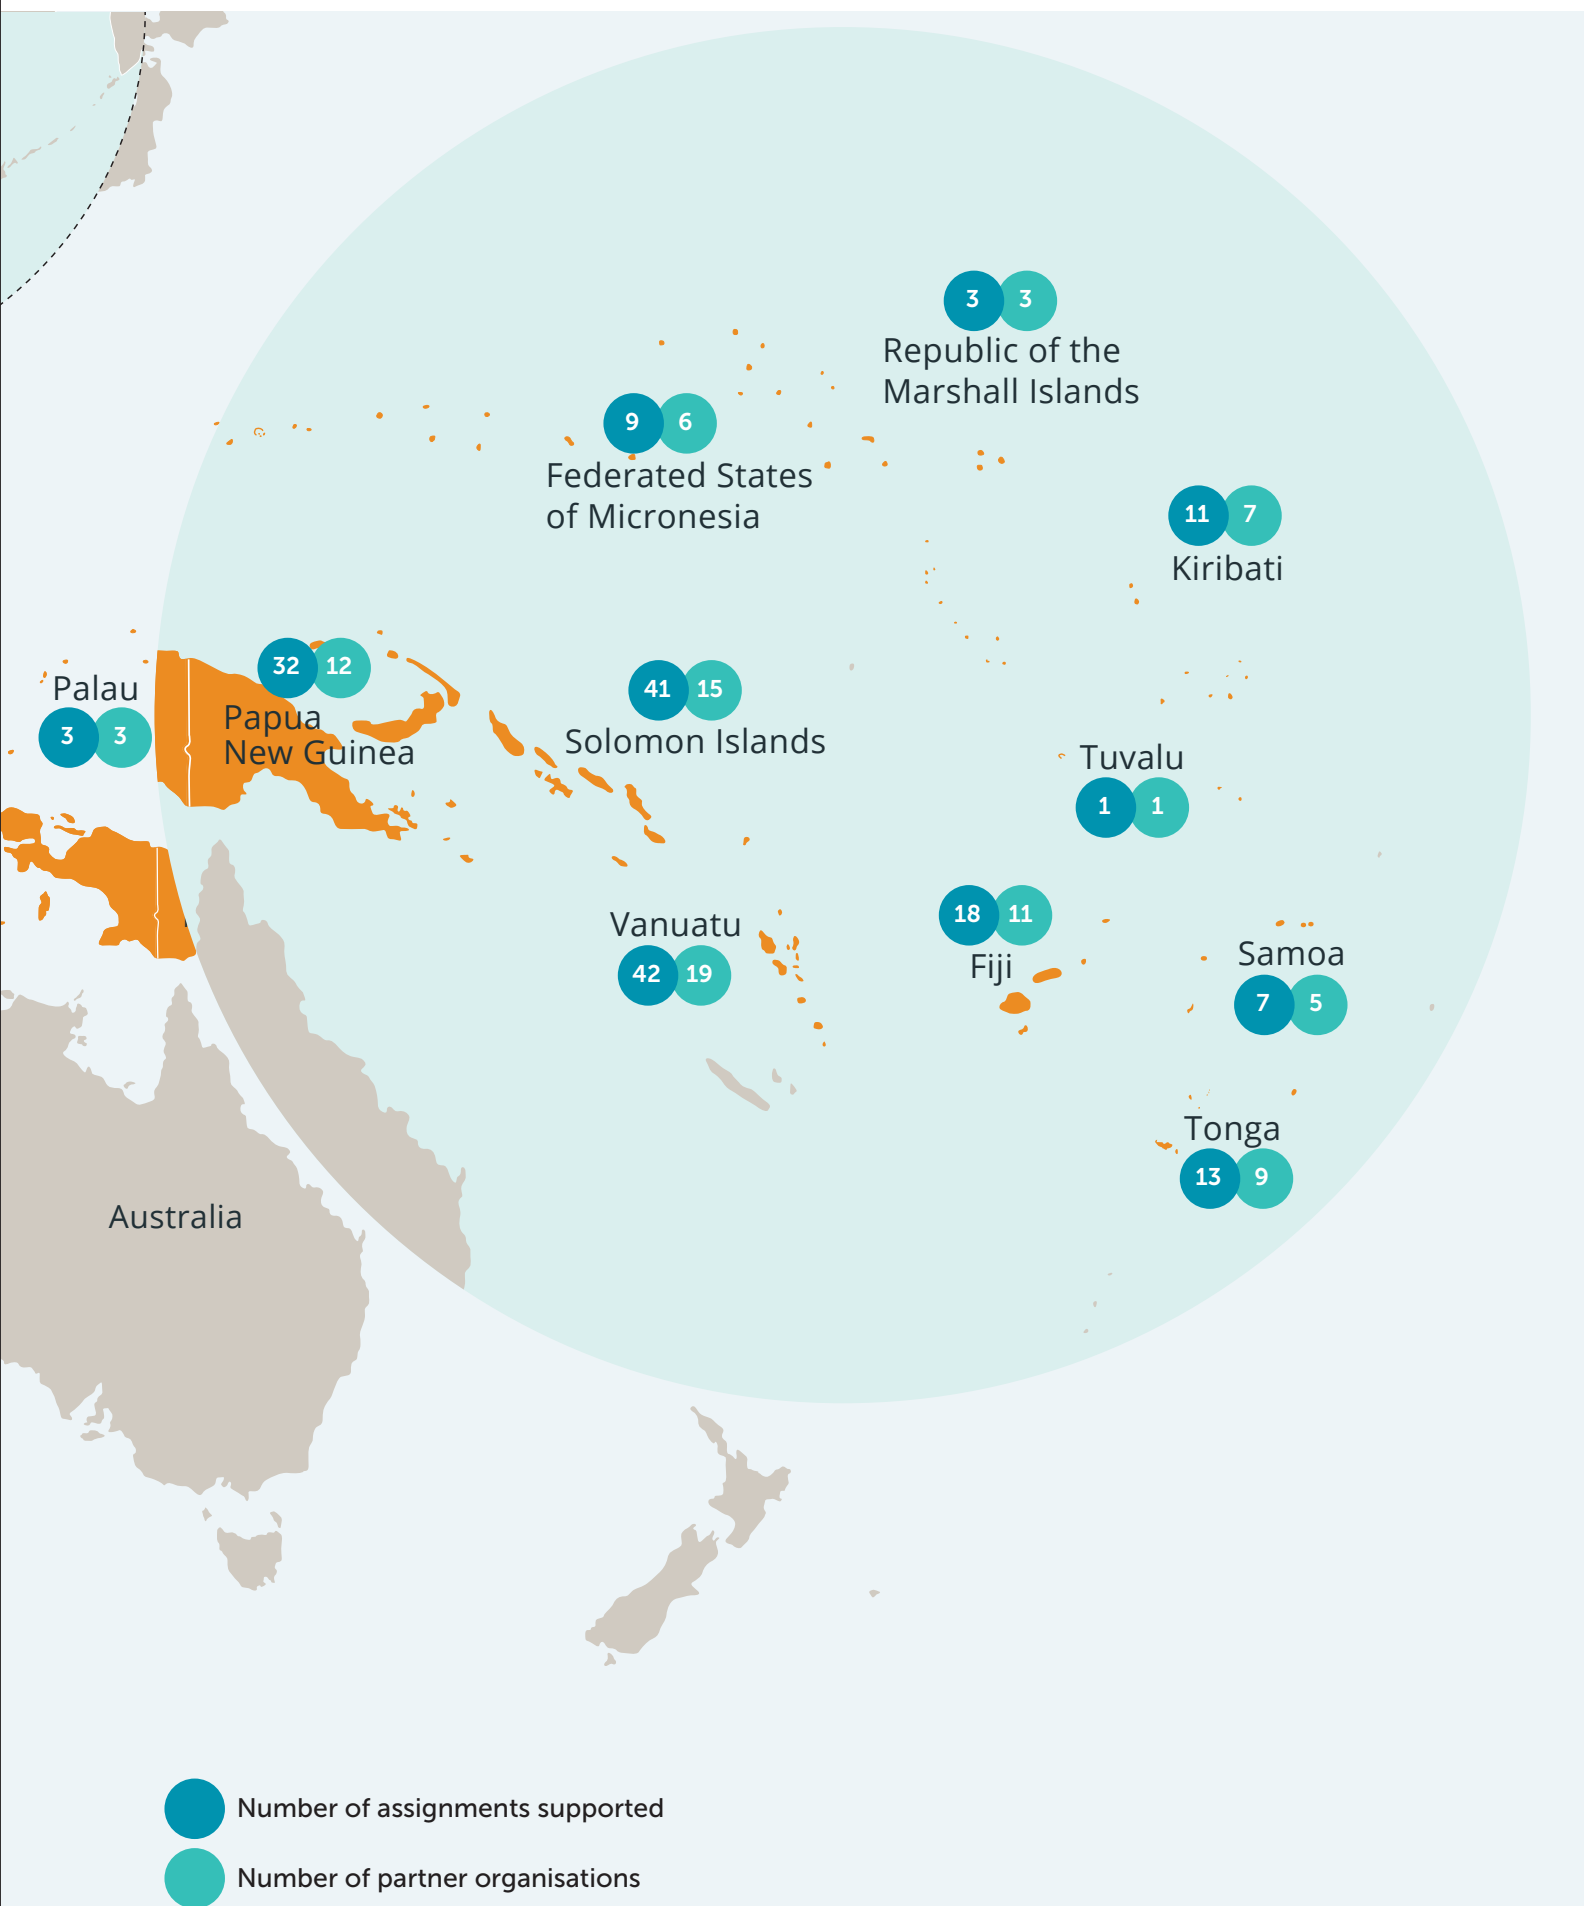 3 3
Republic of the
Marshall Islands
9 6
Federated States
of Micronesia
11 7
Kiribati
32 12
Papua
New Guinea
Palau
3 3
41 15
Solomon Islands
Tuvalu
1 1
Vanuatu
42 19
18 11
Fiji
Samoa
7 5
Tonga
13 9
Australia
Number of assignments supported
Number of partner organisations